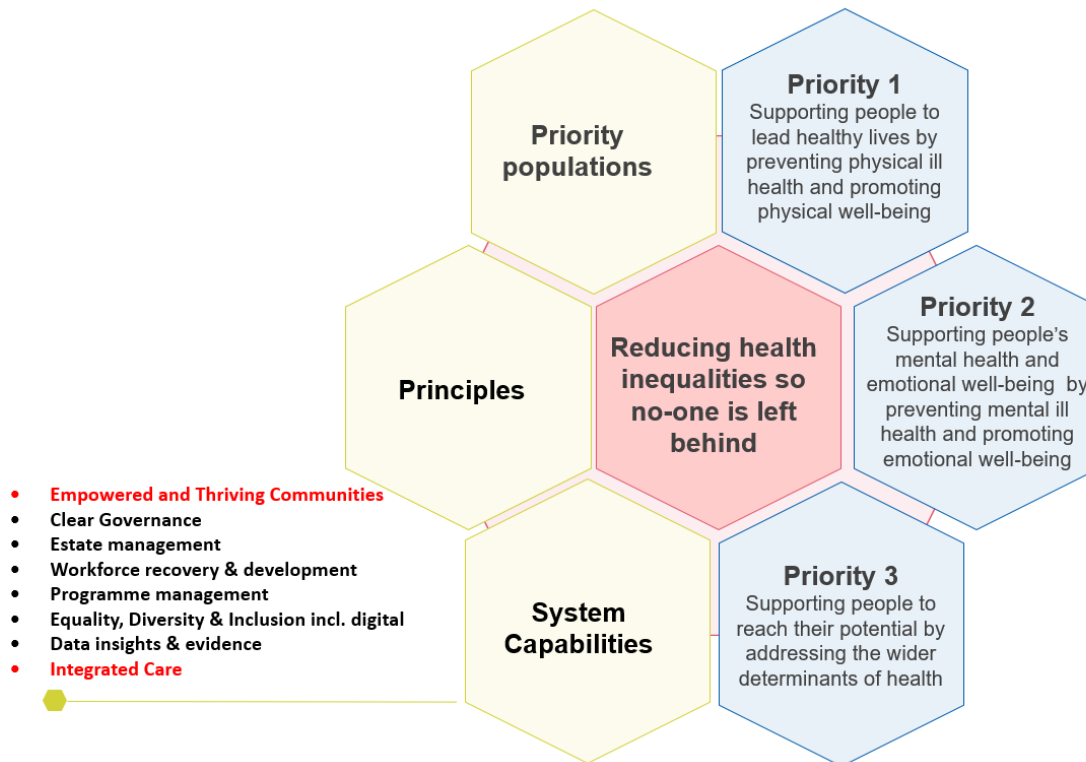 Priority
populations
Priority 1
Supporting people to
lead healthy lives by
preventing physical ill
health and promoting
physical well-being
Principles
Reducing health
inequalities so
no-one is left
behind
Priority 2
Supporting people’s
mental health and
emotional well-being by
preventing mental ill
health and promoting
emotional well-being
• Empowered and Thriving Communities
• Clear Governance
• Estate management
• Workforce recovery & development
• Programme management
• Equality, Diversity & Inclusion incl. digital
• Data insights & evidence
• Integrated Care
System
Capabilities
Priority 3
Supporting people to
reach their potential by
addressing the wider
determinants of health